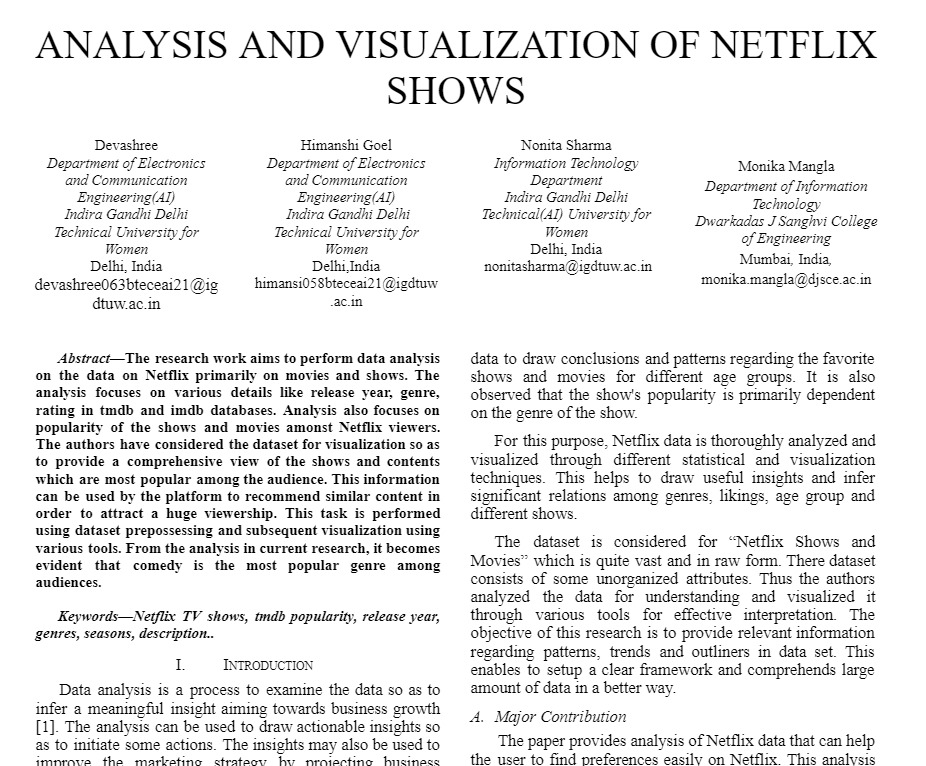 ANALYSIS AND VISUALIZATION OF NETFLIX
SHOWS
Devashree
Department of Electronics
and Communication
Engineering(AI)
Indira Gandhi Delhi
Technical University for
Women
Delhi, India
devashree063bteceai21@ig
dtuw.ac.in
Himanshi Goel
Department of Electronics
and Communication
Engineering(AI)
Indira Gandhi Delhi
Technical University for
Women
Delhi,India
himansi058bteceai21@igdtuw
.ac.in
Nonita Sharma
Information Technology
Department
Indira Gandhi Delhi
Technical(AI) University for
Women
Delhi, India
nonitasharma@igdtuw.ac.in
Monika Mangla
Department of Information
Technology
Dwarkadas J Sanghvi College
of Engineering
Mumbai, India,
monika.mangla@djsce.ac.in
Abstract—The research work aims to perform data analysis
on the data on Netflix primarily on movies and shows. The
analysis focuses on various details like release year, genre,
rating in tmdb and imdb databases. Analysis also focuses on
popularity of the shows and movies amonst Netflix viewers.
The authors have considered the dataset for visualization so as
to provide a comprehensive view of the shows and contents
which are most popular among the audience. This information
can be used by the platform to recommend similar content in
order to attract a huge viewership. This task is performed
using dataset prepossessing and subsequent visualization using
various tools. From the analysis in current research, it becomes
evident that comedy is the most popular genre among
audiences.
Keywords—Netflix TV shows, tmdb popularity, release year,
genres, seasons, description..
I. INTRODUCTION
Data analysis is a process to examine the data so as to
infer a meaningful insight aiming towards business growth
[1]. The analysis can be used to draw actionable insights so
as to initiate some actions. The insights may also be used to
improve the marketing strategy by projecting business
data to draw conclusions and patterns regarding the favorite
shows and movies for different age groups. It is also
observed that the show's popularity is primarily dependent
on the genre of the show.
For this purpose, Netflix data is thoroughly analyzed and
visualized through different statistical and visualization
techniques. This helps to draw useful insights and infer
significant relations among genres, likings, age group and
different shows.
The dataset is considered for “Netflix Shows and
Movies” which is quite vast and in raw form. There dataset
consists of some unorganized attributes. Thus the authors
analyzed the data for understanding and visualized it
through various tools for effective interpretation. The
objective of this research is to provide relevant information
regarding patterns, trends and outliners in data set. This
enables to setup a clear framework and comprehends large
amount of data in a better way.
A. Major Contribution
The paper provides analysis of Netflix data that can help
the user to find preferences easily on Netflix. This analysis